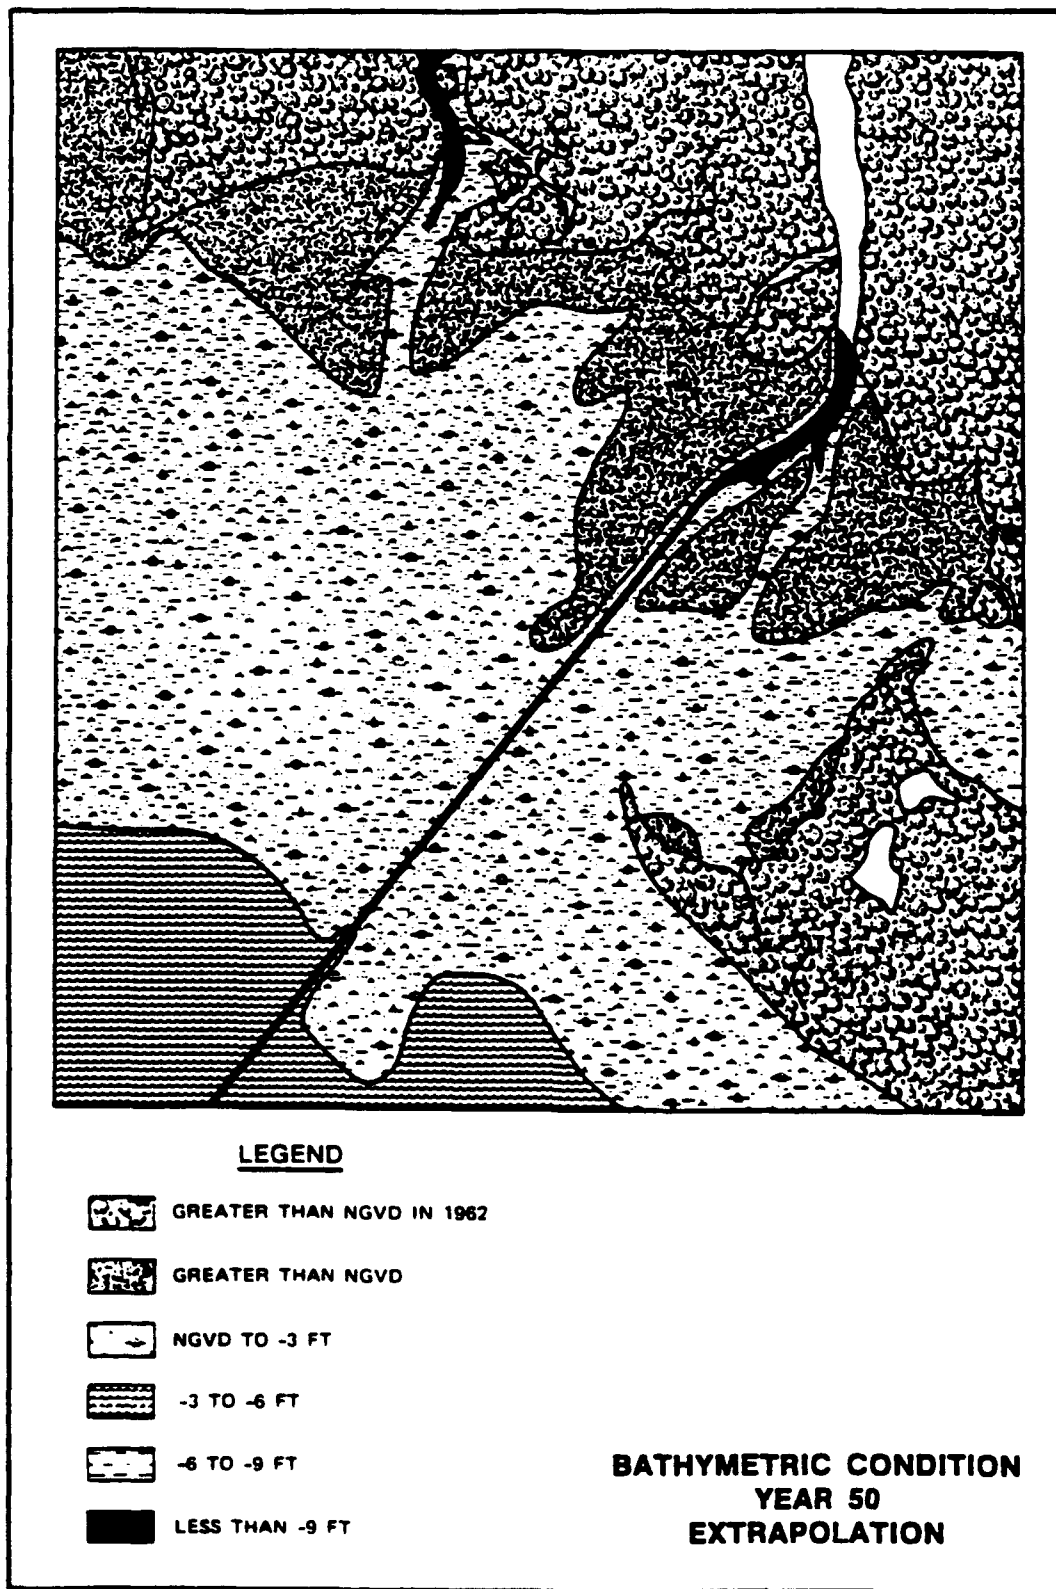 LEGEND
GREATER THAN NGVD IN 1962
GREATER THAN NGVD
NGVD TO -3 FT
-3 TO -6 FT
-6 TO -9 FT
LESS THAN -9 FT
BATHYMETRIC CONDITION
YEAR 50
EXTRAPOLATION